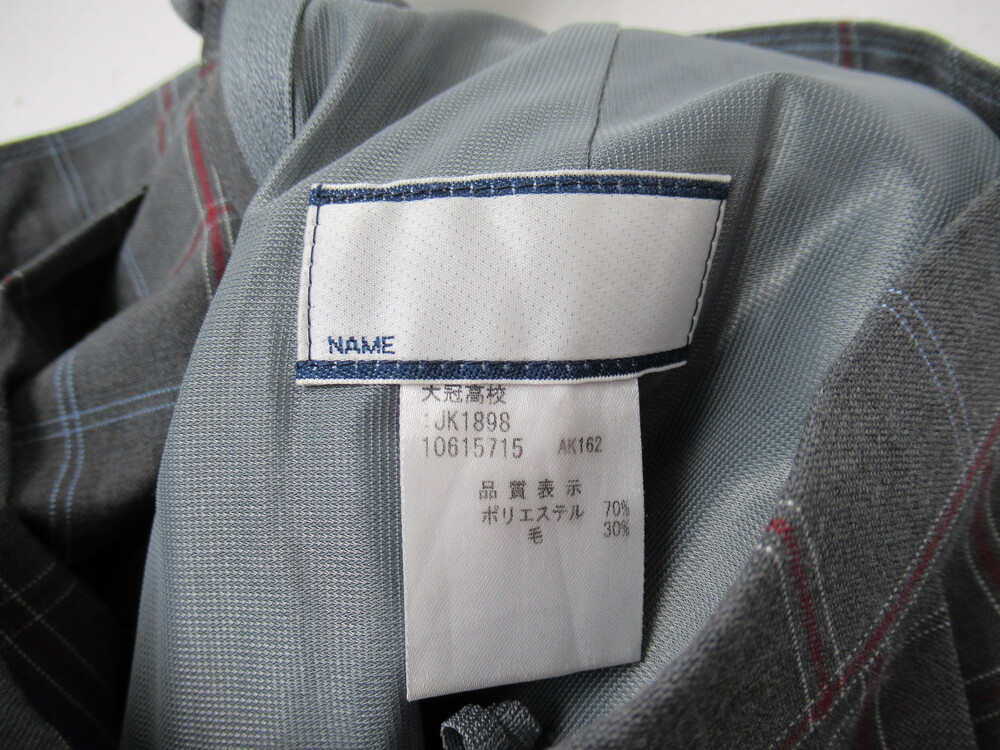 NAME
大冠高校
:JK1898
10615715 AK162
品質表示
ポリエステル 70%
毛 30%